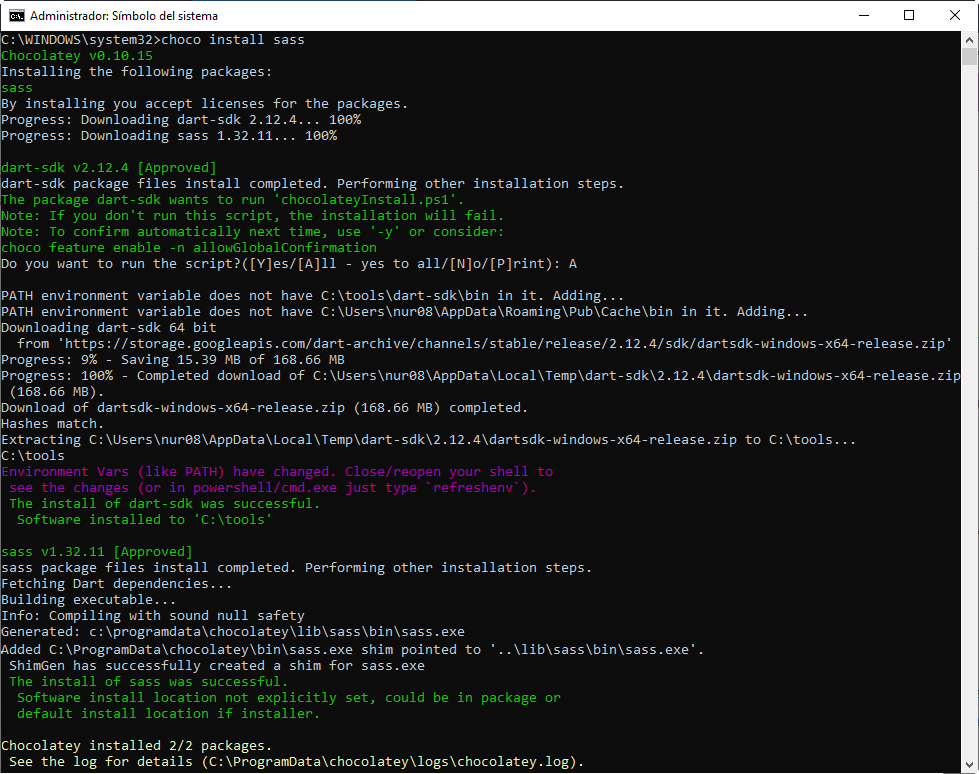 Administrador: Símbolo del sistema
C:\WINDOWS\system32>choco install sass
Chocolatey v0.10.15
Installing the following packages:
sass
By installing you accept licenses for the packages.
Progress: Downloading dart-sdk 2.12.4... 100%
Progress: Downloading sass 1.32.11... 100%

dart-sdk v2.12.4 [Approved]
dart-sdk package files install completed. Performing other installation steps.
The package dart-sdk wants to run 'chocolateyInstall.ps1'.
Note: If you don't run this script, the installation will fail.
Note: To confirm automatically next time, use '-y' or consider:
choco feature enable -n allowGlobalConfirmation
Do you want to run the script?([Y]es/[A]ll - yes to all/[N]o/[P]rint): A

PATH environment variable does not have C:\tools\dart-sdk\bin in it. Adding...
PATH environment variable does not have C:\Users\nur08\AppData\Roaming\Pub\Cache\bin in it. Adding...
Downloading dart-sdk 64 bit
  from 'https://storage.googleapis.com/dart-archive/channels/stable/release/2.12.4/sdk/dartsdk-windows-x64-release.zip'
Progress: 9% - Saving 15.39 MB of 168.66 MB
Progress: 100% - Completed download of C:\Users\nur08\AppData\Local\Temp\dart-sdk\2.12.4\dartsdk-windows-x64-release.zip
 (168.66 MB).
Download of dartsdk-windows-x64-release.zip (168.66 MB) completed.
Hashes match.
Extracting C:\Users\nur08\AppData\Local\Temp\dart-sdk\2.12.4\dartsdk-windows-x64-release.zip to C:\tools...
C:\tools
Environment Vars (like PATH) have changed. Close/reopen your shell to
 see the changes (or in powershell/cmd.exe just type `refreshenv`).
 The install of dart-sdk was successful.
  Software installed to 'C:\tools'

sass v1.32.11 [Approved]
sass package files install completed. Performing other installation steps.
Fetching Dart dependencies...
Building executable...
Info: Compiling with sound null safety
Generated: c:\programdata\chocolatey\lib\sass\bin\sass.exe
Added C:\ProgramData\chocolatey\bin\sass.exe shim pointed to '..\lib\sass\bin\sass.exe'.
 ShimGen has successfully created a shim for sass.exe
 The install of sass was successful.
  Software install location not explicitly set, could be in package or
  default install location if installer.

Chocolatey installed 2/2 packages.
 See the log for details (C:\ProgramData\chocolatey\logs\chocolatey.log).